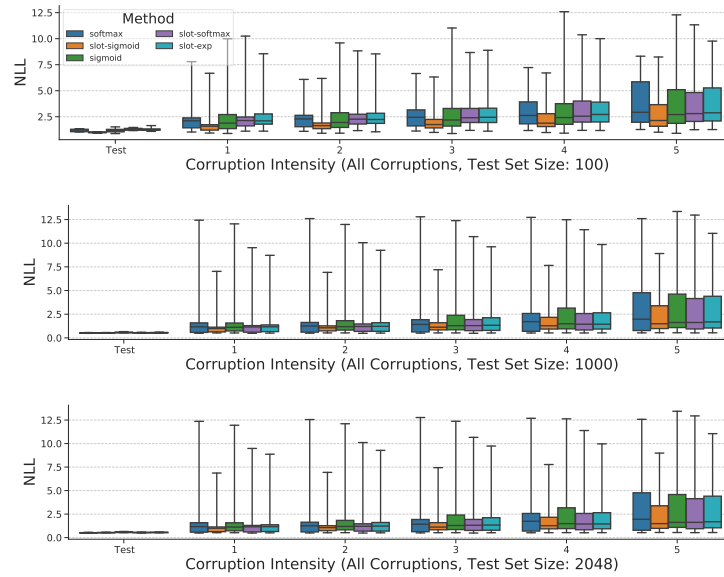 Method
softmax
slot-sigmoid
sigmoid
slot-softmax
slot-exp
NLL
12.5
10.0
7.5
5.0
2.5
Test 1 2 3 4 5
Corruption Intensity (All Corruptions, Test Set Size: 100)
NLL
12.5
10.0
7.5
5.0
2.5
0.0
Test 1 2 3 4 5
Corruption Intensity (All Corruptions, Test Set Size: 1000)
NLL
12.5
10.0
7.5
5.0
2.5
0.0
Test 1 2 3 4 5
Corruption Intensity (All Corruptions, Test Set Size: 2048)